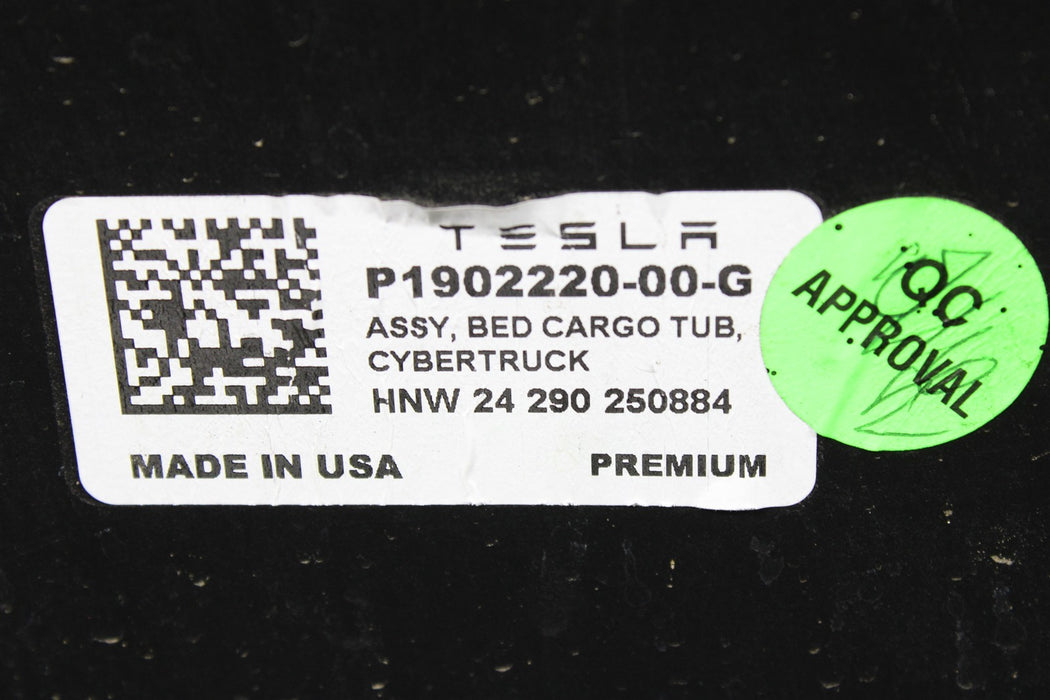 TESLA
P1902220-00-G
ASSY, BED CARGO TUB,
CYBERTRUCK
HNW 24 290 250884
MADE IN USA
PREMIUM
QC
APPROVAL